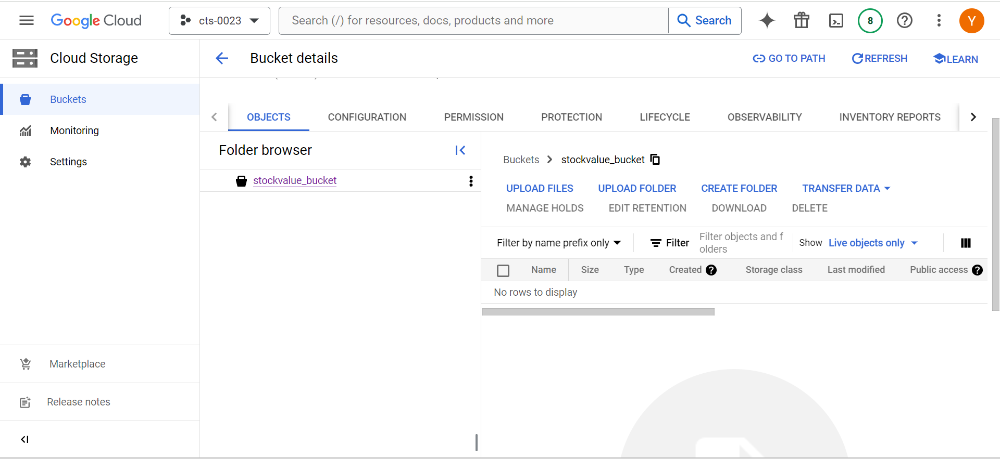 Google Cloud
cts-0023
Search (/) for resources, docs, products and more
Search
8
Y
Cloud Storage
Bucket details
GO TO PATH
REFRESH
LEARN
Buckets
Monitoring
Settings
Marketplace
Release notes
OBJECTS
CONFIGURATION
PERMISSION
PROTECTION
LIFECYCLE
OBSERVABILITY
INVENTORY REPORTS
Folder browser
stockvalue_bucket
Buckets
stockvalue_bucket
UPLOAD FILES
UPLOAD FOLDER
CREATE FOLDER
TRANSFER DATA
MANAGE HOLDS
EDIT RETENTION
DOWNLOAD
DELETE
Filter by name prefix only
Filter
Filter objects and f
olders
Show
Live objects only
Name
Size
Type
Created
Storage class
Last modified
Public access
No rows to display